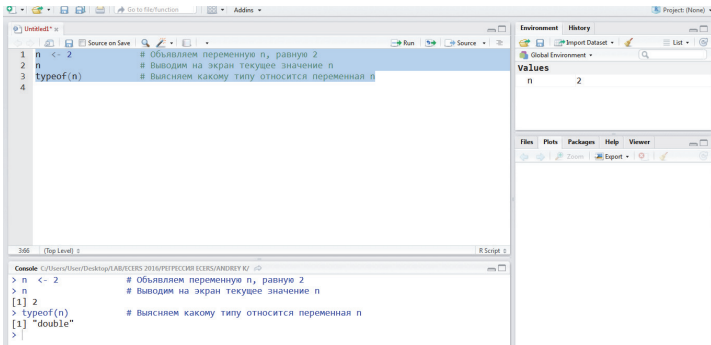 Go to file/function
Addins
Project: (None)
Untitled1*
Source on Save
Run
Source
1 n <- 2 # Объявляем переменную n, равную 2
2 n # Выводим на экран текущее значение n
3 typeof(n) # Выясняем какому типу относится переменная n
4
3:66 (Top Level) R Script
Console C:/Users/User/Desktop/LAB/ECERS 2016/РЕГРЕССИЯ ECERS/ANDREY K/
> n <- 2 # Объявляем переменную n, равную 2
> n # Выводим на экран текущее значение n
[1] 2
> typeof(n) # Выясняем какому типу относится переменная n
[1] "double"
>
Environment History
Import Dataset List
Global Environment
Values
n 2
Files Plots Packages Help Viewer
Zoom Export